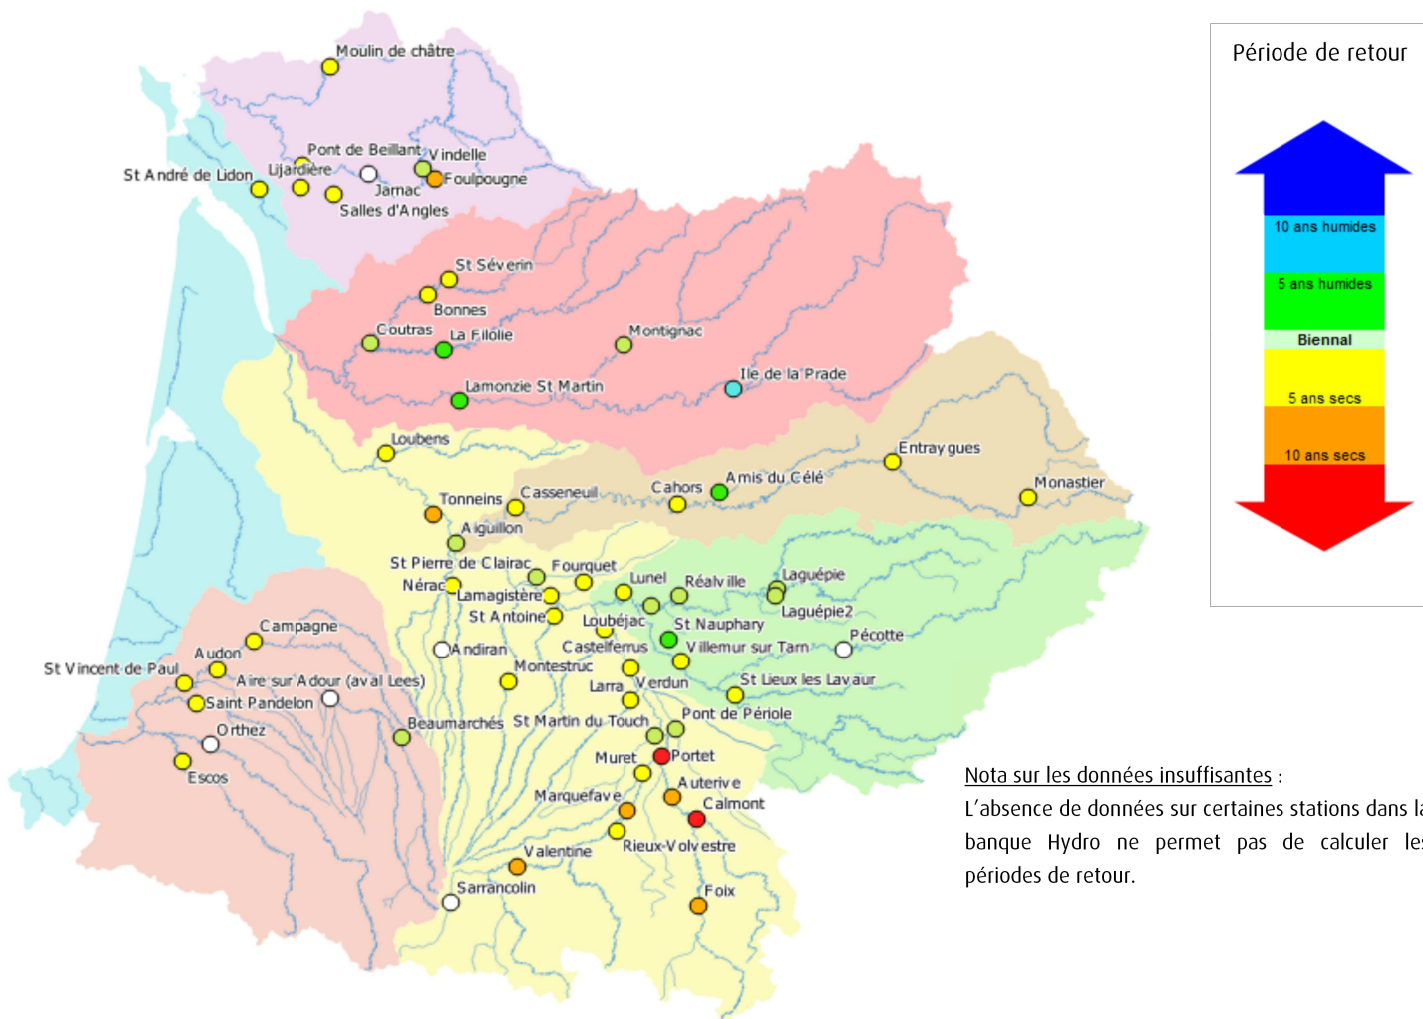 Moulin de châtre
Pont de Beillant
Vindelle
St André de Lidon
Lijardière
Jarnac
Foulpougne
Salles d'Angles
St Séverin
Bonnes
Coutras
La Filolie
Montignac
Ile de la Prade
Lamonzie St Martin
Loubens
Entraygues
Tonneins
Casseneuil
Cahors
Amis du Célé
Monastier
Aiguillon
St Pierre de Clairac
Fourquet
Lunel
Réalville
Laguépie
Nérac
Lamagistère
Laguépie2
St Antoine
Loubéjac
St Nauphary
Campagne
Andiran
Castelferrus
Villemur sur Tarn
Pécotte
Audon
St Vincent de Paul
Aire sur Adour (aval Lees)
Montestruc
Larra
Verdun
St Lieux les Lavaur
Saint Pandelon
Orthez
Beaumarchés
St Martin du Touch
Pont de Périole
Escos
Muret
Portet
Auterive
Marquefave
Calmont
Rieux-Volvestre
Valentine
Sarrancolin
Foix
Période de retour
10 ans humides
5 ans humides
Biennal
5 ans secs
10 ans secs
Nota sur les données insuffisantes :
L'absence de données sur certaines stations dans la
banque Hydro ne permet pas de calculer les
périodes de retour.